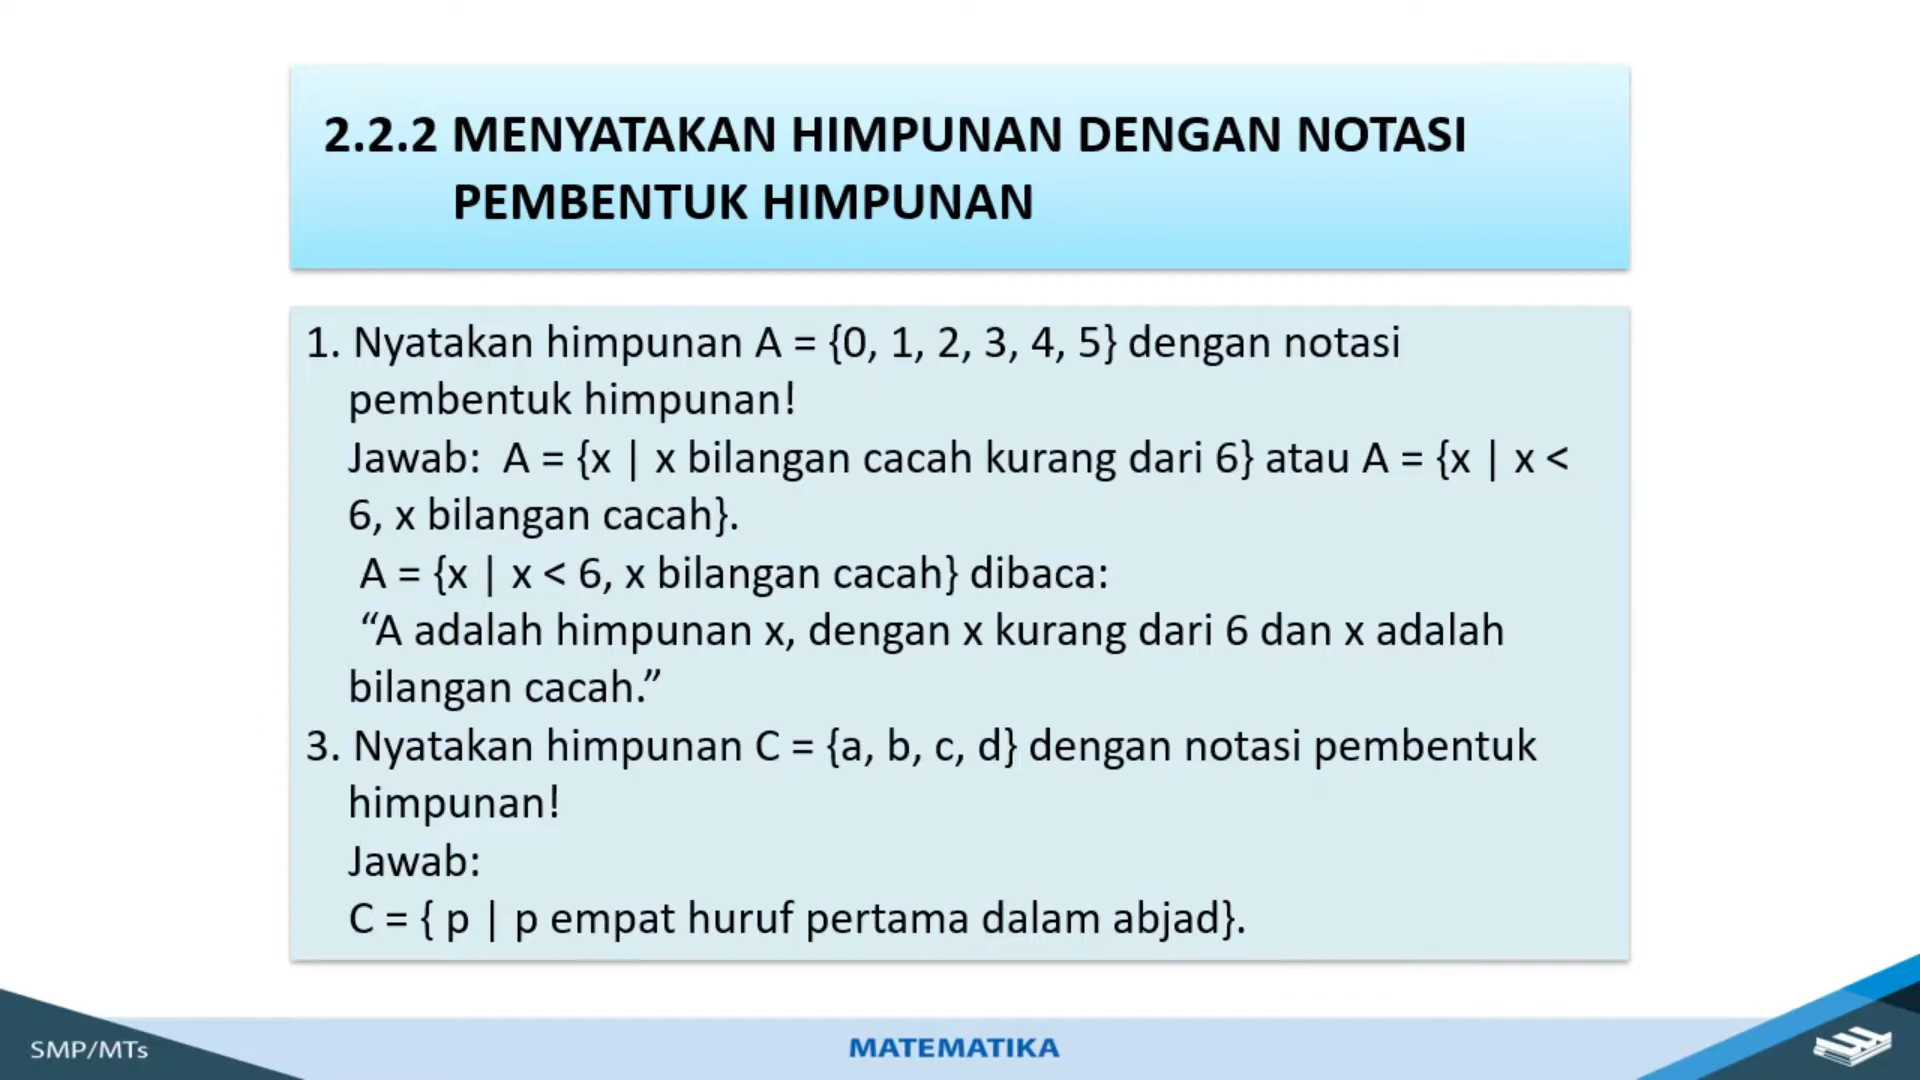 2.2.2 MENYATAKAN HIMPUNAN DENGAN NOTASI
PEMBENTUK HIMPUNAN
1. Nyatakan himpunan A = {0, 1, 2, 3, 4, 5} dengan notasi
pembentuk himpunan!
Jawab: A = {x | x bilangan cacah kurang dari 6} atau A = {x | x <
6, x bilangan cacah}.
A = {x | x < 6, x bilangan cacah} dibaca:
“A adalah himpunan x, dengan x kurang dari 6 dan x adalah
bilangan cacah.”
3. Nyatakan himpunan C = {a, b, c, d} dengan notasi pembentuk
himpunan!
Jawab:
C = { p | p empat huruf pertama dalam abjad}.
SMP/MTs
MATEMATIKA